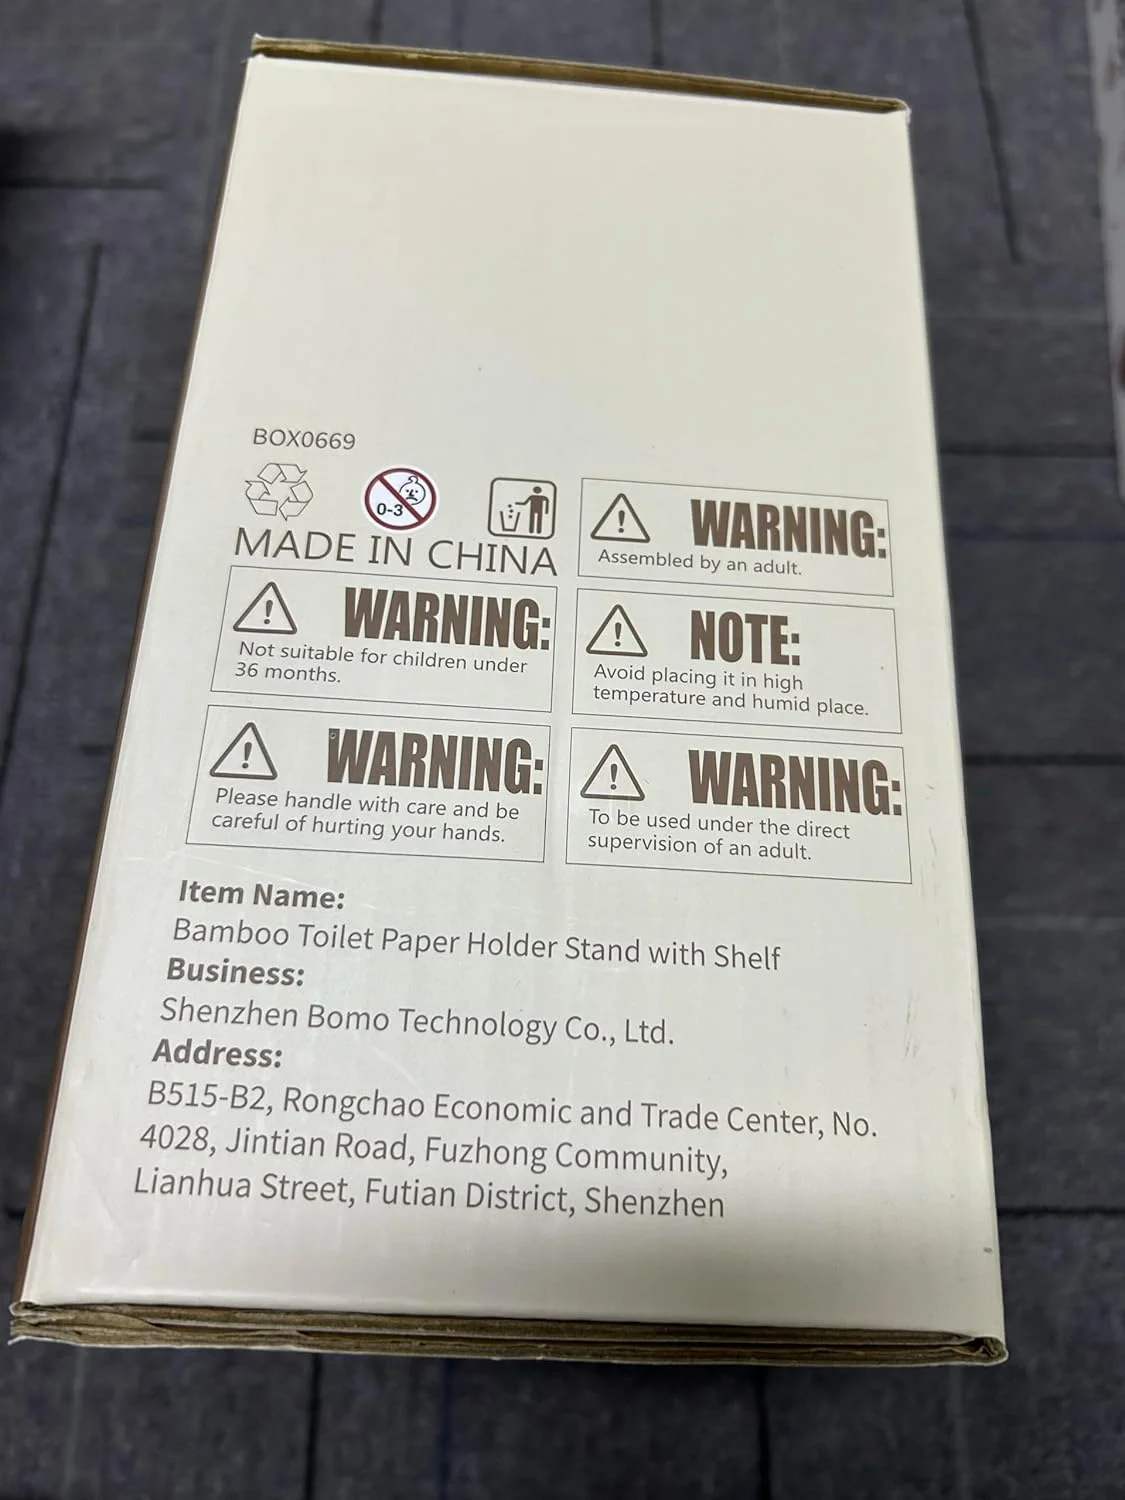 BOX0669
0-3
MADE IN CHINA
WARNING:
Assembled by an adult.
WARNING:
Not suitable for children under
36 months.
NOTE:
Avoid placing it in high
temperature and humid place.
WARNING:
Please handle with care and be
careful of hurting your hands.
WARNING:
To be used under the direct
supervision of an adult.
Item Name:
Bamboo Toilet Paper Holder Stand with Shelf
Business:
Shenzhen Bomo Technology Co., Ltd.
Address:
B515-B2, Rongchao Economic and Trade Center, No.
4028, Jintian Road, Fuzhong Community,
Lianhua Street, Futian District, Shenzhen